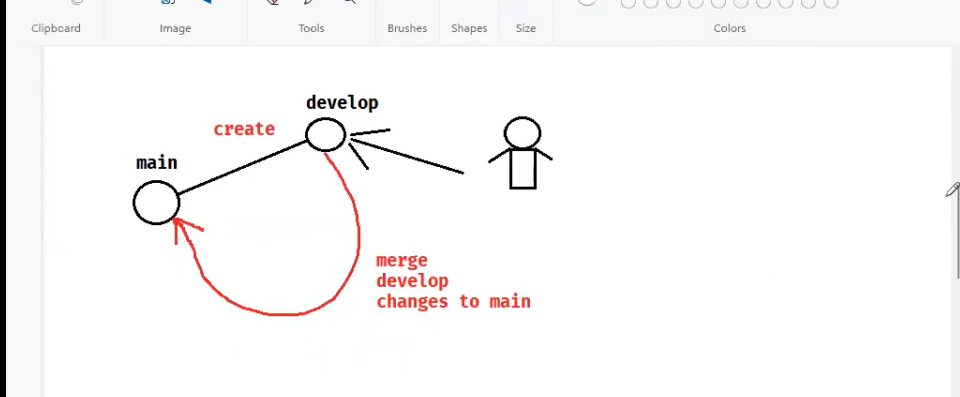 Clipboard
Image
Tools
Brushes
Shapes
Size
Colors
develop
create
main
merge
develop
changes to main